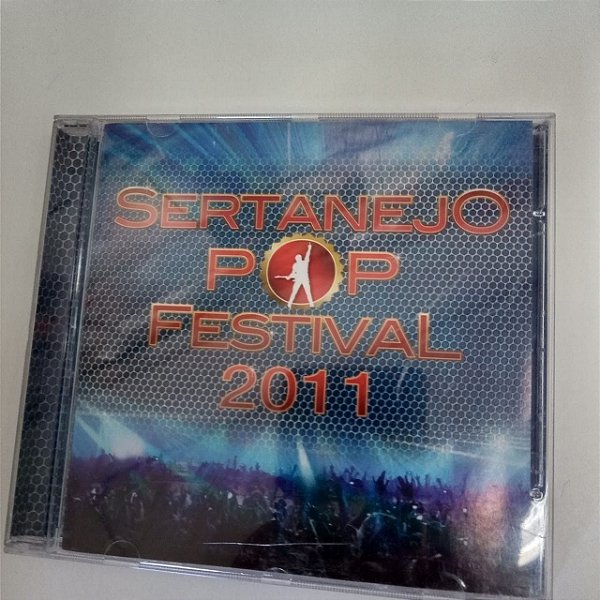 SERTANEJO
POP
FESTIVAL
2011